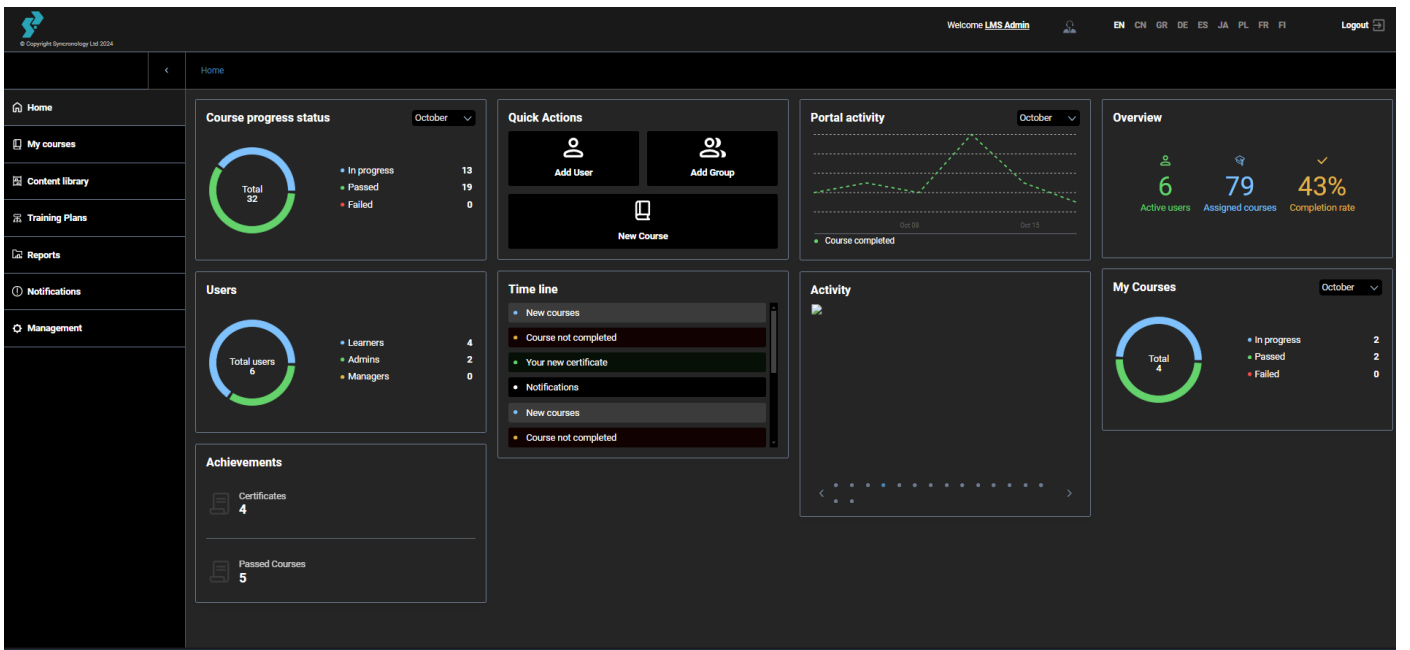 © Copyright Syncronology Ltd 2024
Welcome LMS Admin
EN CN GR DE ES JA PL FR FI
Logout
Home
Home
My courses
Content library
Training Plans
Reports
Notifications
Management
Course progress status
October
Total
32
In progress 13
Passed 19
Failed 0
Quick Actions
Add User
Add Group
New Course
Portal activity
October
Oct 08 Oct 15
Course completed
Overview
6 79 43%
Active users Assigned courses Completion rate
Users
Total users
6
Learners 4
Admins 2
Managers 0
Time line
New courses
Course not completed
Your new certificate
Notifications
New courses
Course not completed
Activity
My Courses
October
Total
4
In progress 2
Passed 2
Failed 0
Achievements
Certificates
4
Passed Courses
5